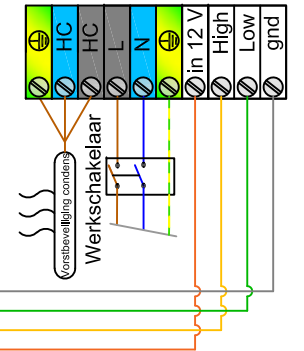 HC
HC
L
N
in 12 V
High
Low
gnd
Werkschakelaar
Vorstbeveiliging condens